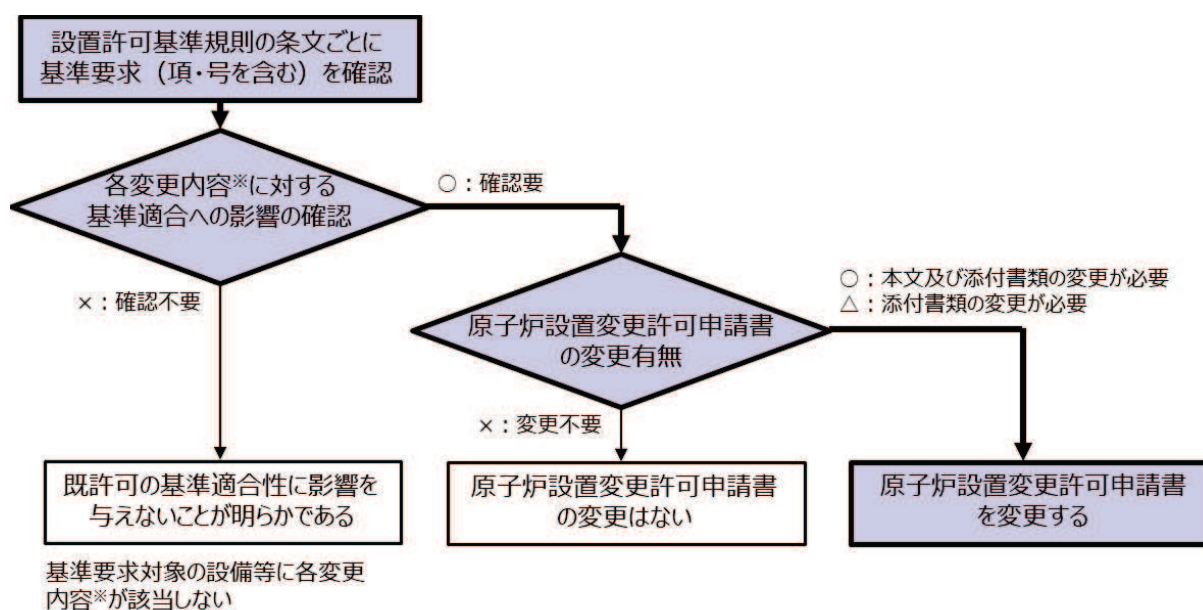 設置許可基準規則の条文ごとに
基準要求（項・号を含む）を確認
各変更内容※に対する
基準適合への影響の確認
○：確認要
×：確認不要
○：本文及び添付書類の変更が必要
△：添付書類の変更が必要
原子炉設置変更許可申請書
の変更有無
×：変更不要
既許可の基準適合性に影響を
与えないことが明らかである
原子炉設置変更許可申請書
の変更はない
原子炉設置変更許可申請書
を変更する
基準要求対象の設備等に各変更
内容※が該当しない